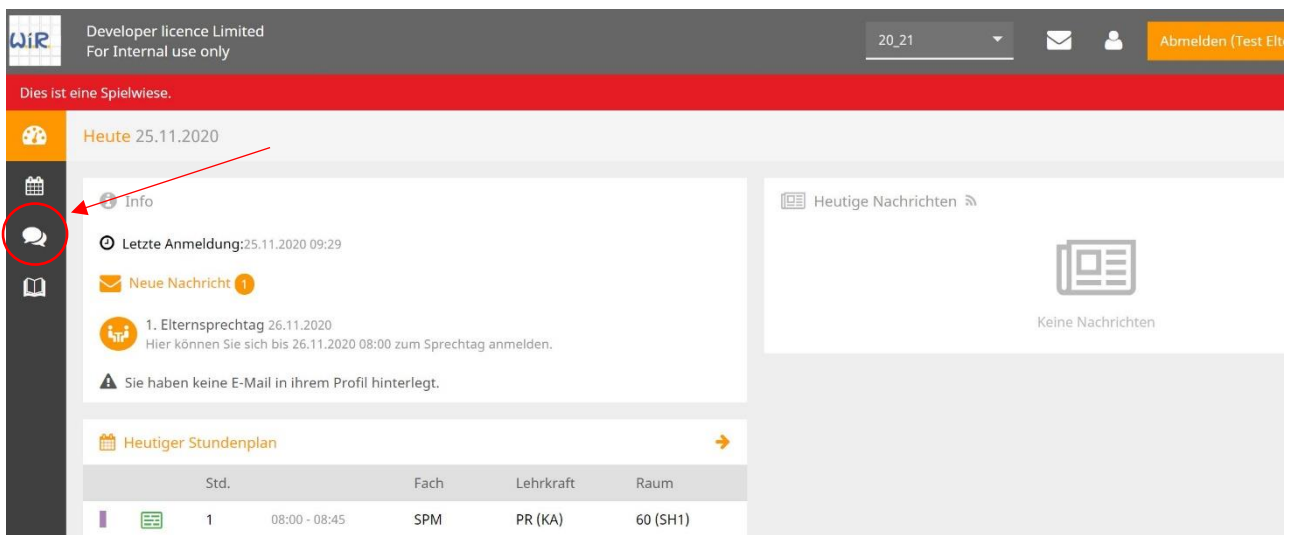 WiR
Developer licence Limited
For Internal use only
20_21
Abmelden (Test Elt
Dies ist eine Spielwiese.
Heute 25.11.2020
Info
Letzte Anmeldung:25.11.2020 09:29
Neue Nachricht 1
1. Elternsprechtag 26.11.2020
Hier können Sie sich bis 26.11.2020 08:00 zum Sprechtag anmelden.
Sie haben keine E-Mail in ihrem Profil hinterlegt.
Heutige Nachrichten
Keine Nachrichten
Heutiger Stundenplan
Std. Fach Lehrkraft Raum
1 08:00 - 08:45 SPM PR (KA) 60 (SH1)